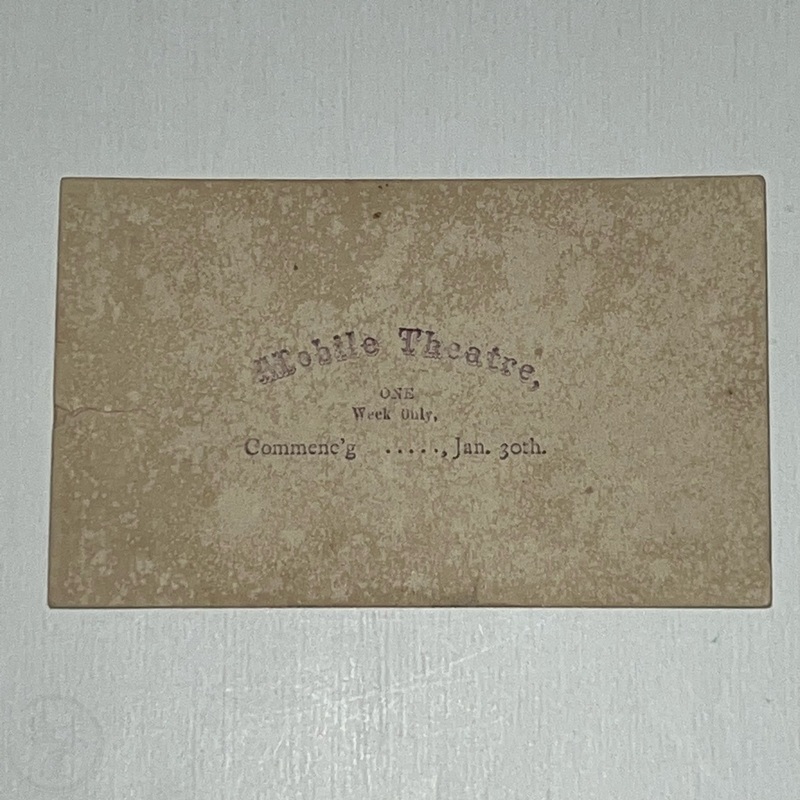 Mobile Theatre,
ONE
Week Only,
Commenc'g ....., Jan. 30th.